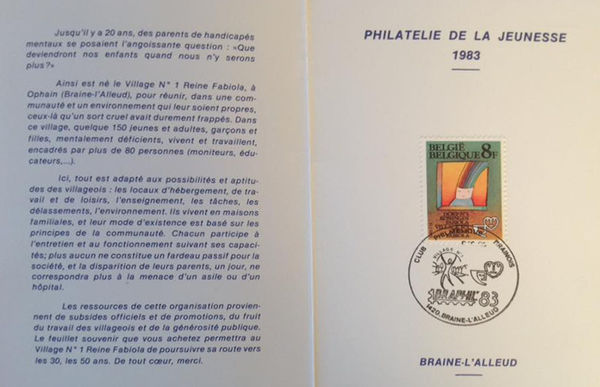 Jusqu'il y a 20 ans, des parents de handicapés
mentaux se posaient l'angoissante question : «Que
deviendront nos enfants quand nous n'y serons
plus?»
Ainsi est né le Village N° 1 Reine Fabiola, à
Ophain (Braine-l'Alleud), pour réunir, dans une com-
munauté et un environnement qui leur soient propres,
ceux-là qu'un sort cruel avait durement frappés. Dans
ce village, quelque 150 jeunes et adultes, garçons et
filles, mentalement déficients, vivent et travaillent,
encadrés par plus de 80 personnes (moniteurs, édu-
cateurs,...).
Ici, tout est adapté aux possibilités et aptitu-
des des villageois : les locaux d'hébergement, de tra-
vail et de loisirs, l'enseignement, les tâches, les
délassements, l'environnement. Ils vivent en maisons
familiales, et leur mode d'existence est basé sur les
principes de la communauté. Chacun participe à
l'entretien et au fonctionnement suivant ses capaci-
tés; plus aucun ne constitue un fardeau passif pour la
société, et la disparition de leurs parents, un jour, ne
correspondra plus à la menace d'un asile ou d'un
hôpital.
Les ressources de cette organisation provien-
nent de subsides officiels et de promotions, du fruit
du travail des villageois et de la générosité publique.
Le feuillet souvenir que vous achetez permettra au
Village N° 1 Reine Fabiola de poursuivre sa route vers
les 30, les 50 ans. De tout cœur, merci.
PHILATELIE DE LA JEUNESSE
1983
BELGIË 8F
BELGIQUE
CLUB PHILATELIQUE BRAINOIS
VILLAGE N° 1
BRAPHIL'83
1420 BRAINE-L'ALLEUD
BRAINE-L'ALLEUD